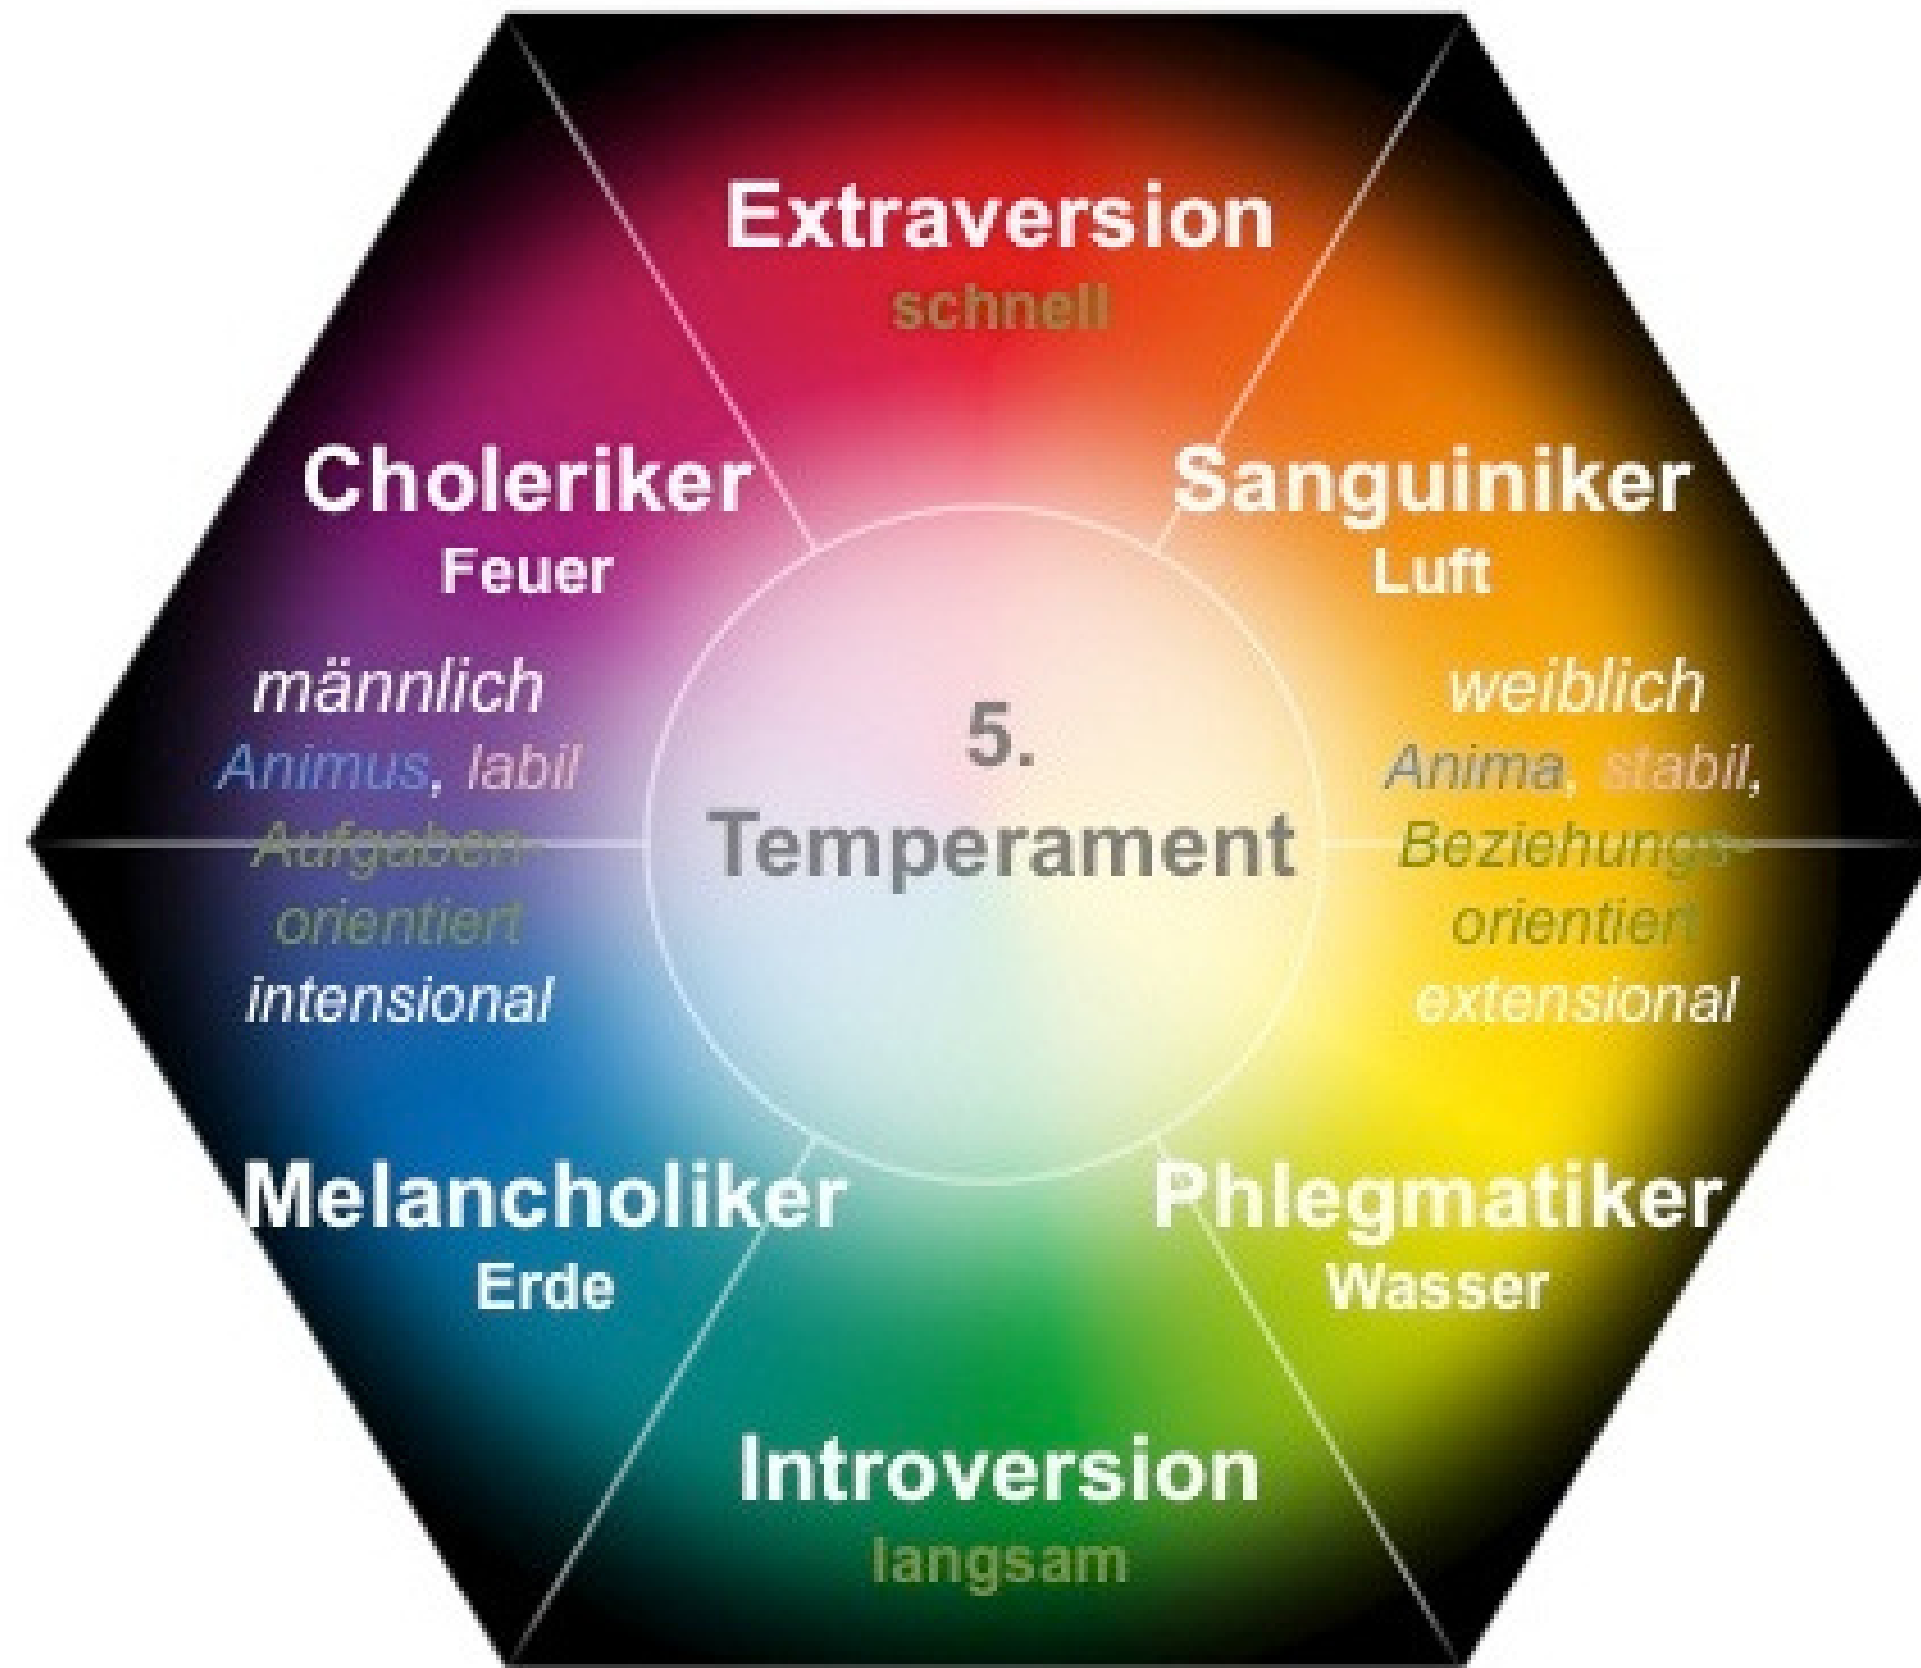 Extraversion
schnell
Choleriker
Feuer
Sanguiniker
Luft
männlich
Animus, labil
Aufgaben-
orientiert
intensional
5.
Temperament
weiblich
Anima, stabil,
Beziehungs-
orientiert
extensional
Melancholiker
Erde
Phlegmatiker
Wasser
Introversion
langsam